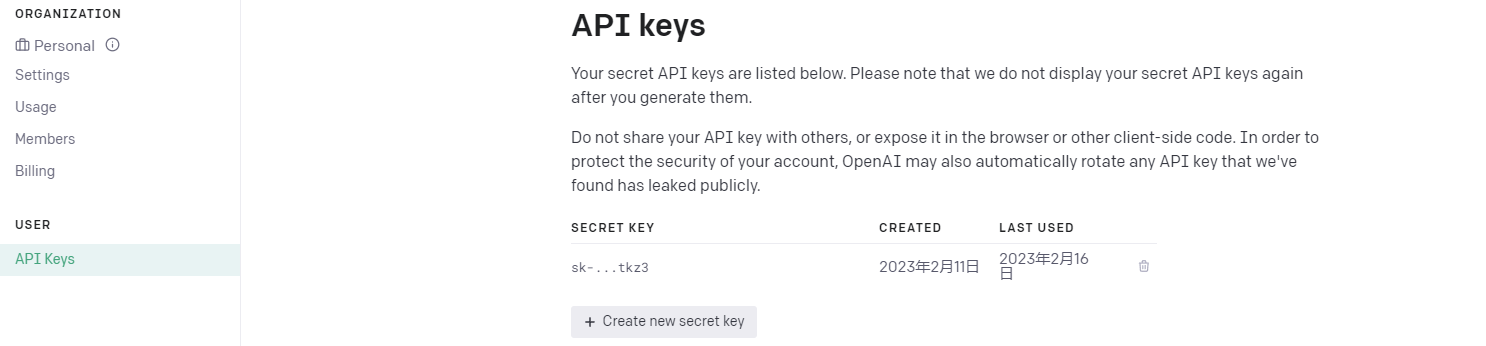 ORGANIZATION
Personal
Settings
Usage
Members
Billing
USER
API Keys
API keys
Your secret API keys are listed below. Please note that we do not display your secret API keys again
after you generate them.
Do not share your API key with others, or expose it in the browser or other client-side code. In order to
protect the security of your account, OpenAI may also automatically rotate any API key that we've
found has leaked publicly.
SECRET KEY CREATED LAST USED
sk-...tkz3 2023年2月11日 2023年2月16
日
+ Create new secret key